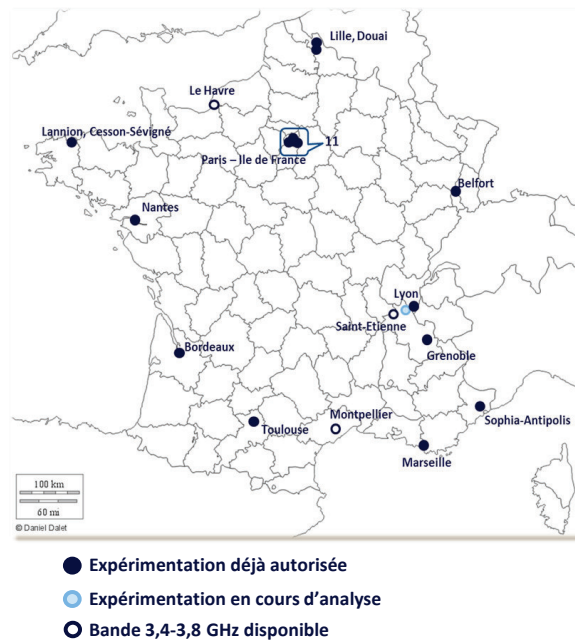 Lille, Douai
Le Havre
Lannion, Cesson-Sévigné
11
Paris – Ile de France
Belfort
Nantes
Lyon
Saint-Etienne
Grenoble
Bordeaux
Montpellier
Sophia-Antipolis
Toulouse
Marseille
100 km
60 mi
© Daniel Dalet
Expérimentation déjà autorisée
Expérimentation en cours d’analyse
Bande 3,4-3,8 GHz disponible